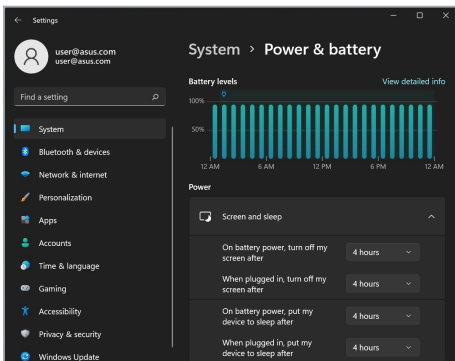 Settings
user@asus.com
user@asus.com
Find a setting
System
Bluetooth & devices
Network & internet
Personalization
Apps
Accounts
Time & language
Gaming
Accessibility
Privacy & security
Windows Update
System > Power & battery
Battery levels
View detailed info
100%
50%
12 AM 6 AM 12 PM 6 PM 12 AM
Power
Screen and sleep
On battery power, turn off my
screen after
4 hours
When plugged in, turn off my
screen after
4 hours
On battery power, put my
device to sleep after
4 hours
When plugged in, put my
device to sleep after
4 hours